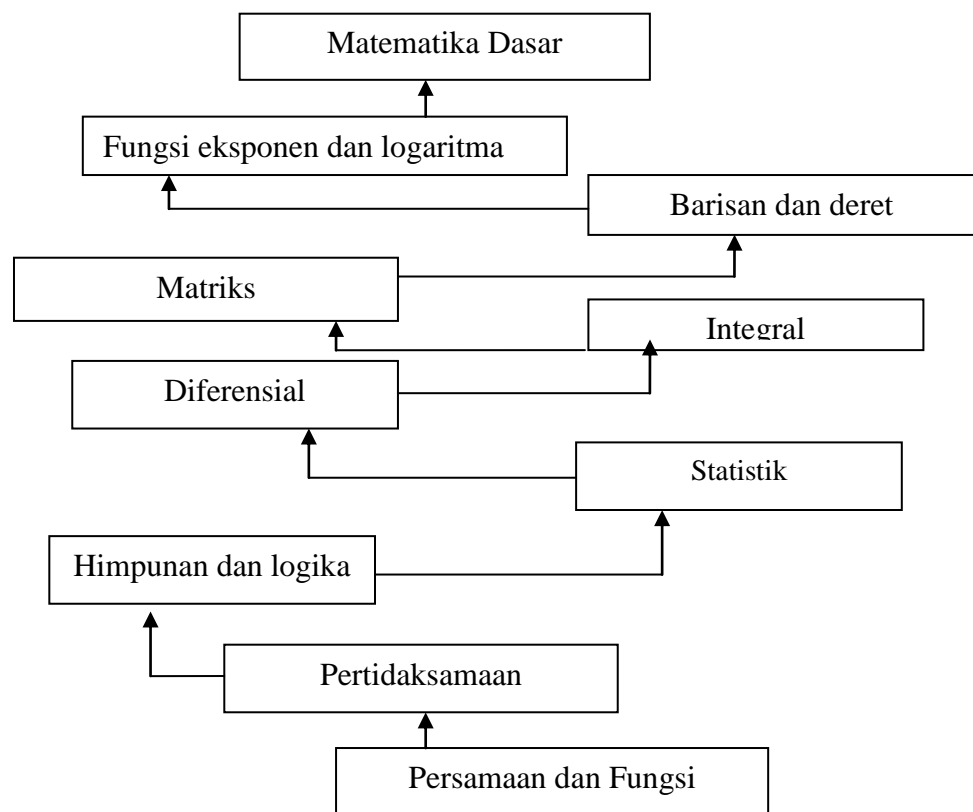 Matematika Dasar
Fungsi eksponen dan logaritma
Barisan dan deret
Matriks
Integral
Diferensial
Statistik
Himpunan dan logika
Pertidaksamaan
Persamaan dan Fungsi